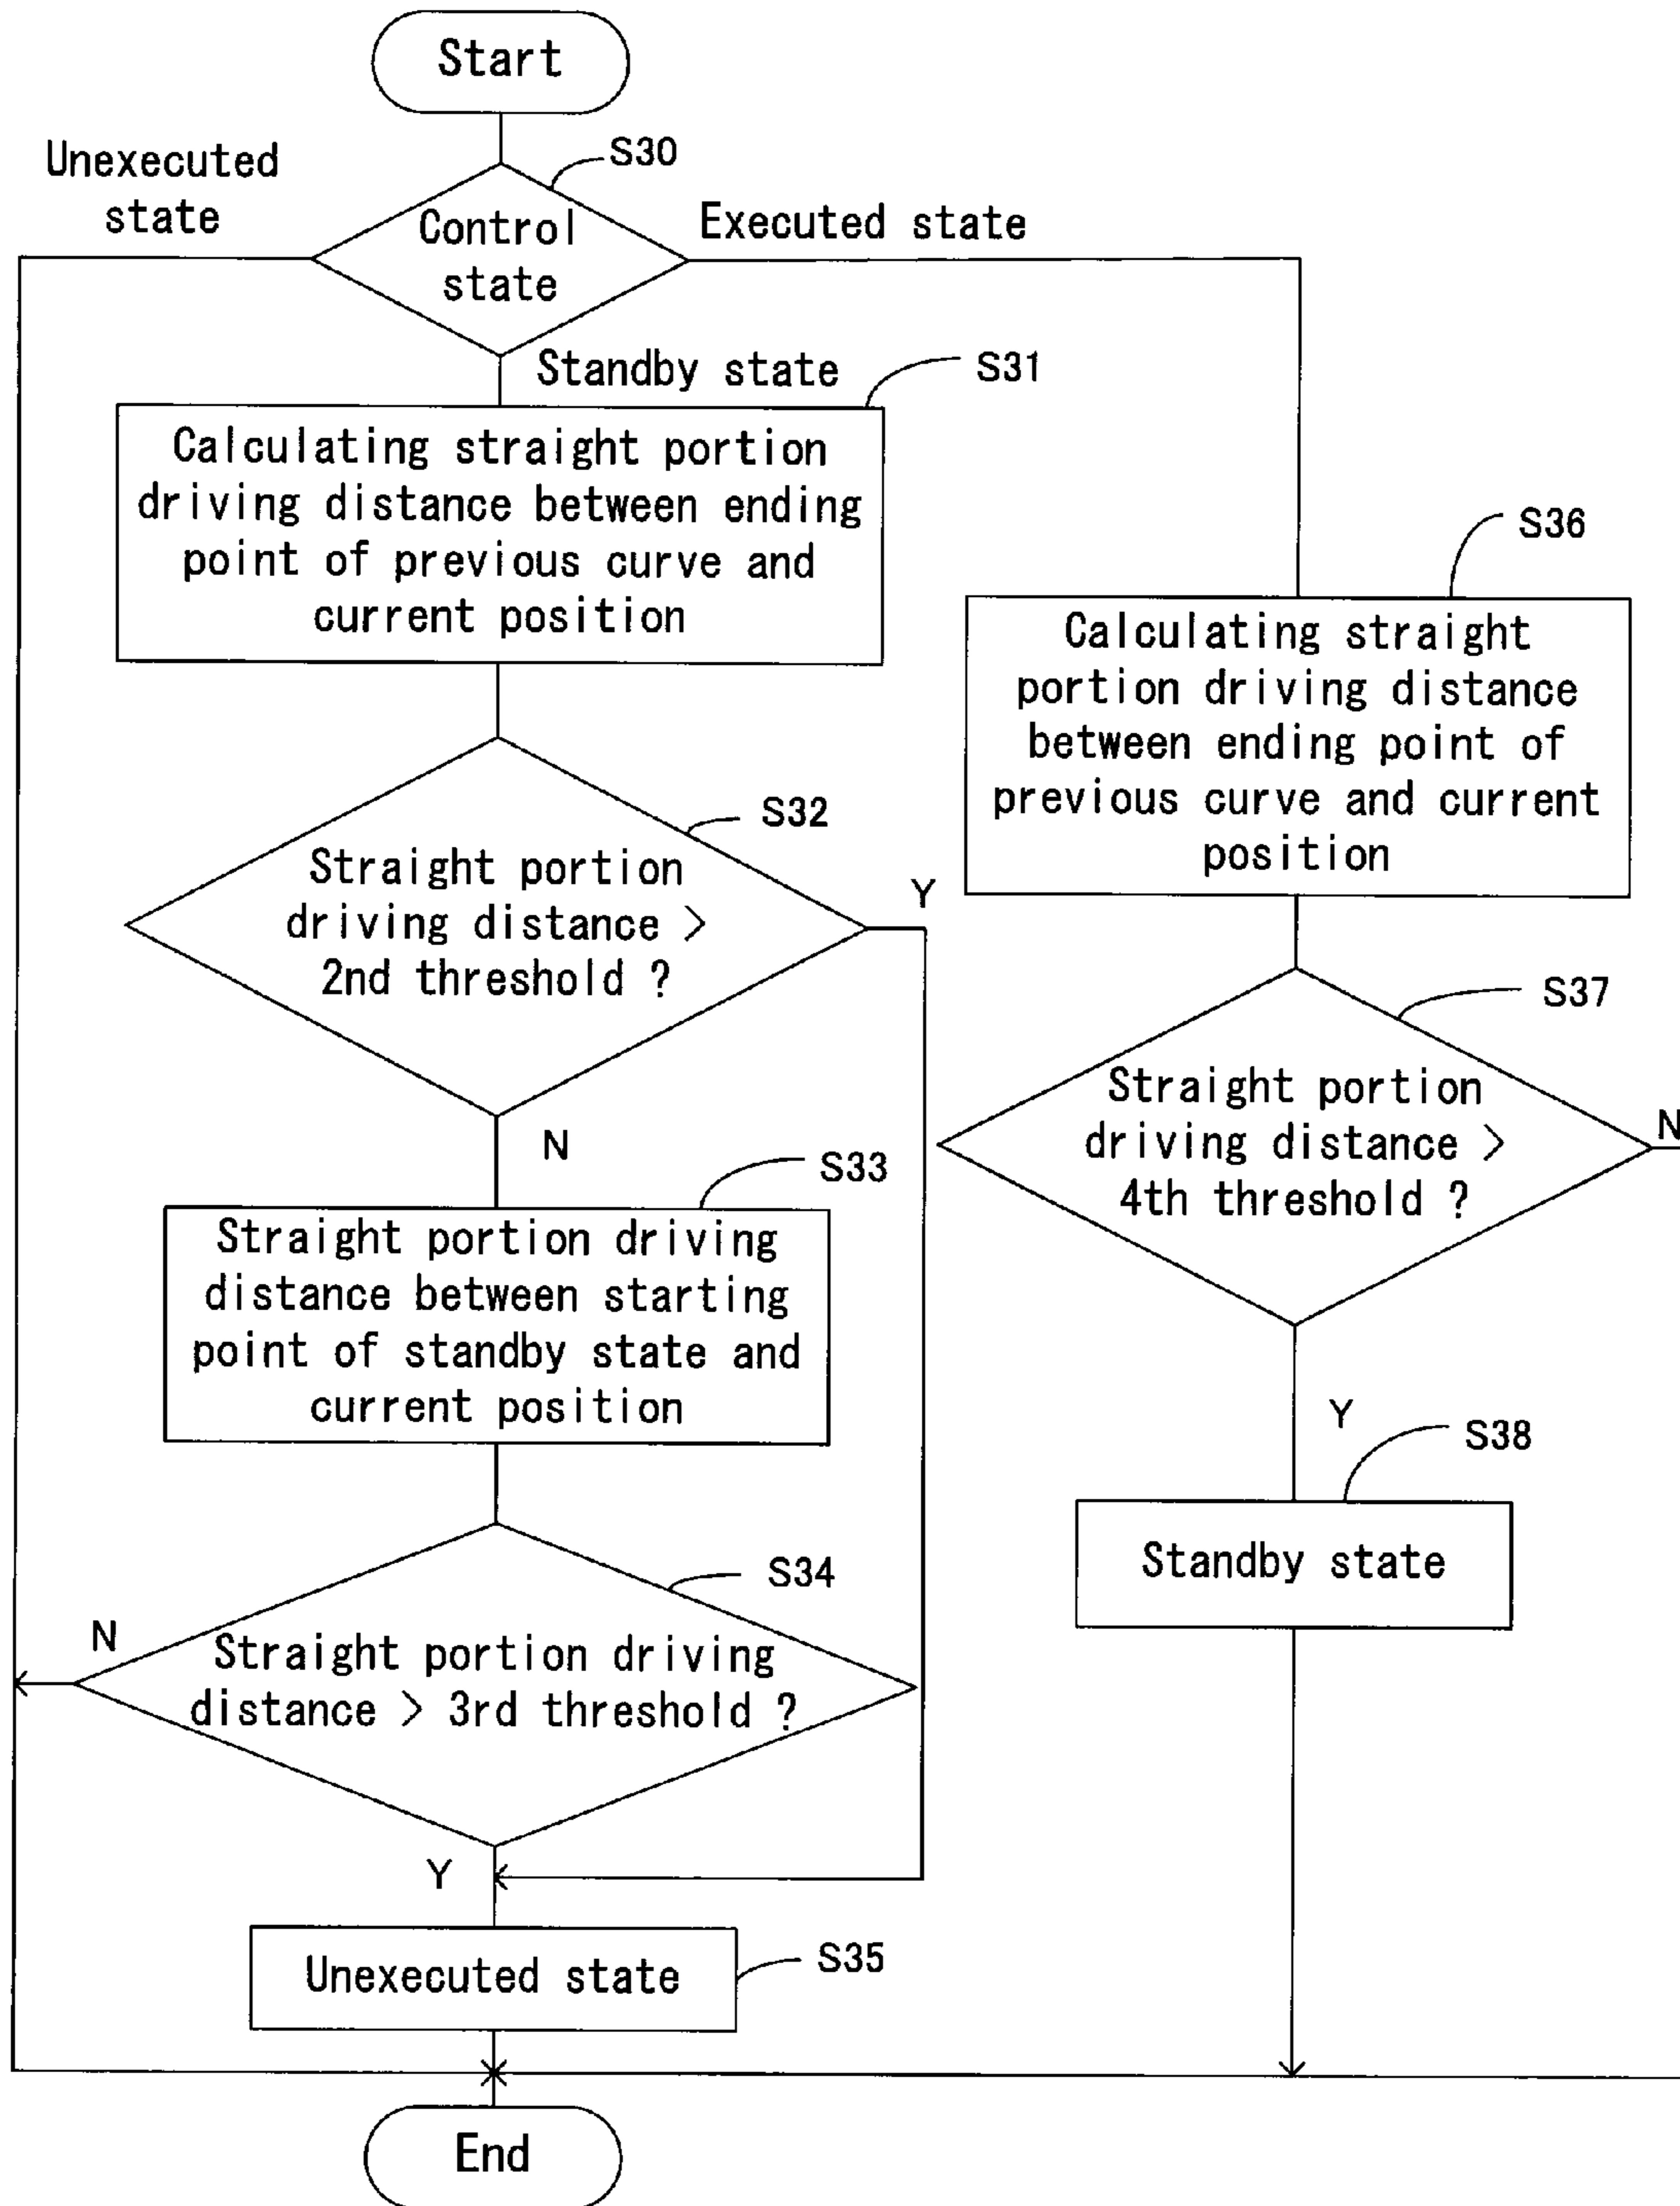 Start
S30
Unexecuted
state
Control
state
Executed state
Standby state
S31
Calculating straight portion
driving distance between ending
point of previous curve and
current position
S36
Calculating straight
portion driving distance
between ending point of
previous curve and current
position
S32
Straight portion
driving distance >
2nd threshold ?
Y
N
S37
Straight portion
driving distance >
4th threshold ?
N
S33
Straight portion driving
distance between starting
point of standby state and
current position
Y
S38
Standby state
S34
N
Straight portion driving
distance > 3rd threshold ?
Y
S35
Unexecuted state
End